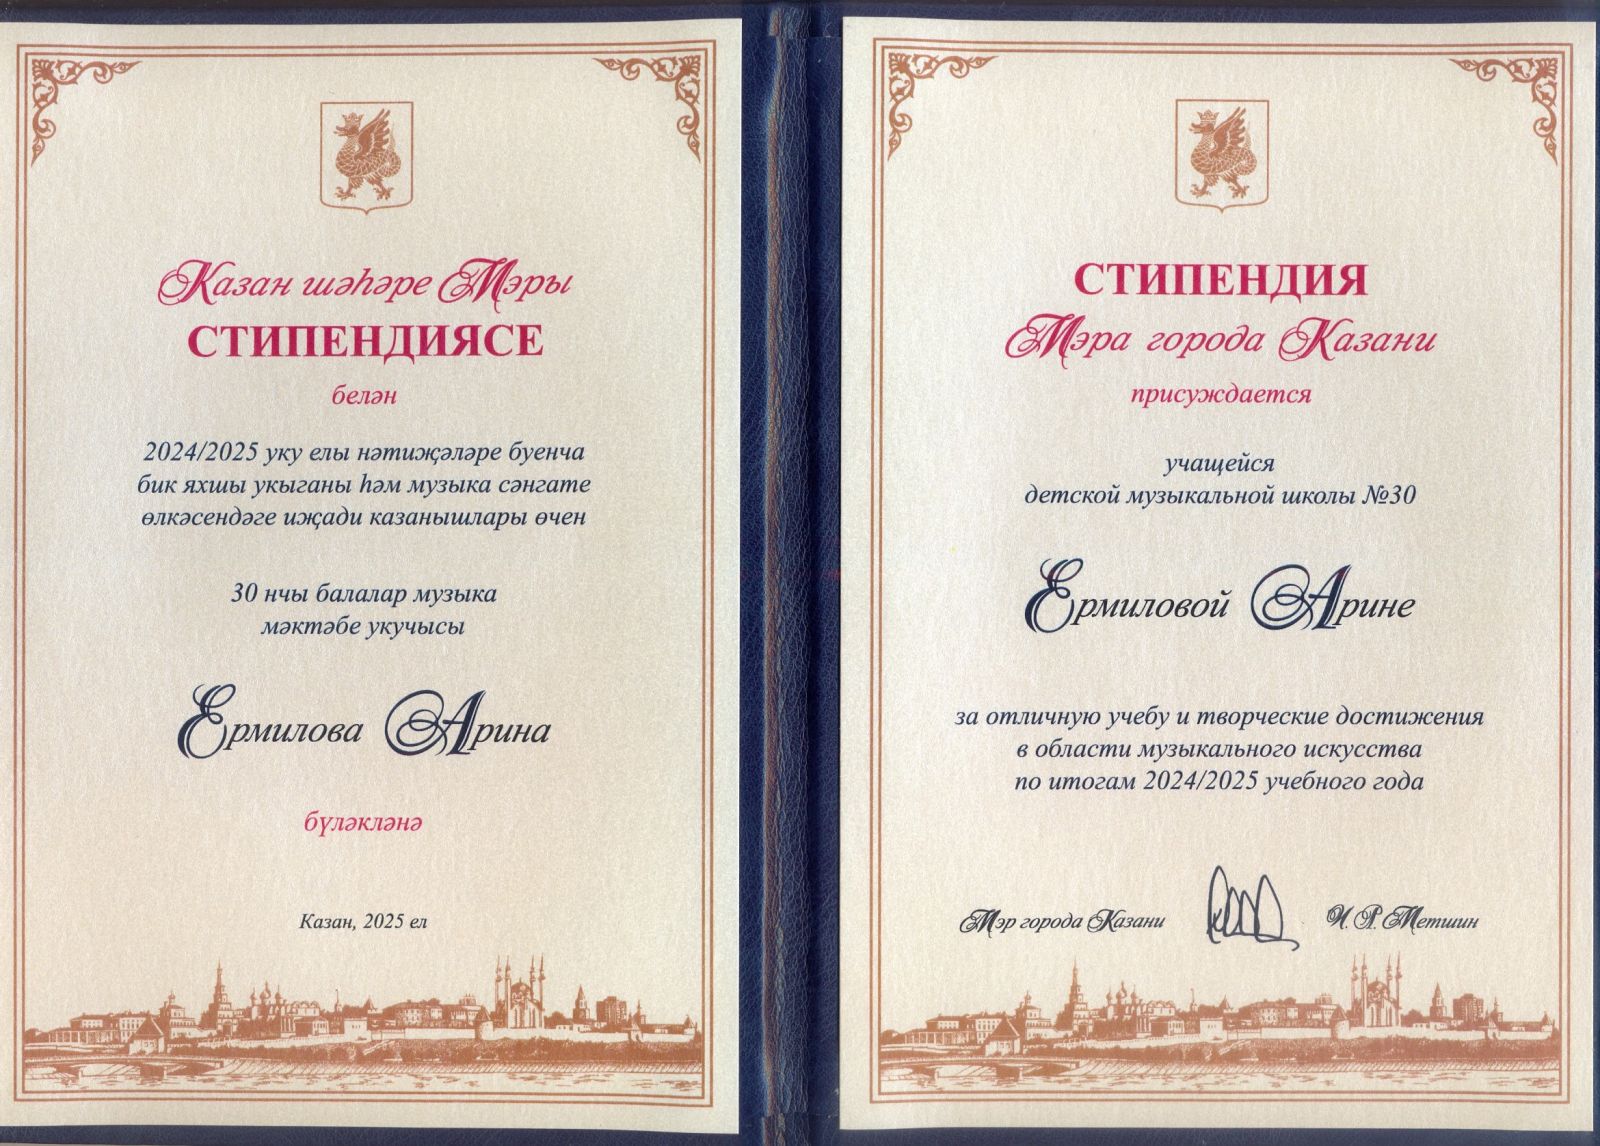 Казан шәһәре Мэры
СТИПЕНДИЯСЕ
белән
2024/2025 уку елы нәтиҗәләре буенча
бик яхшы укыганы һәм музыка сәнгате
өлкәсендәге иҗади казанышлары өчен
30 нчы балалар музыка
мәктәбе укучысы
Ермилова Арина
бүләкләнә
Казан, 2025 ел
СТИПЕНДИЯ
Мэра города Казани
присуждается
учащейся
детской музыкальной школы №30
Ермиловой Арине
за отличную учебу и творческие достижения
в области музыкального искусства
по итогам 2024/2025 учебного года
Мэр города Казани И. Р. Метшин